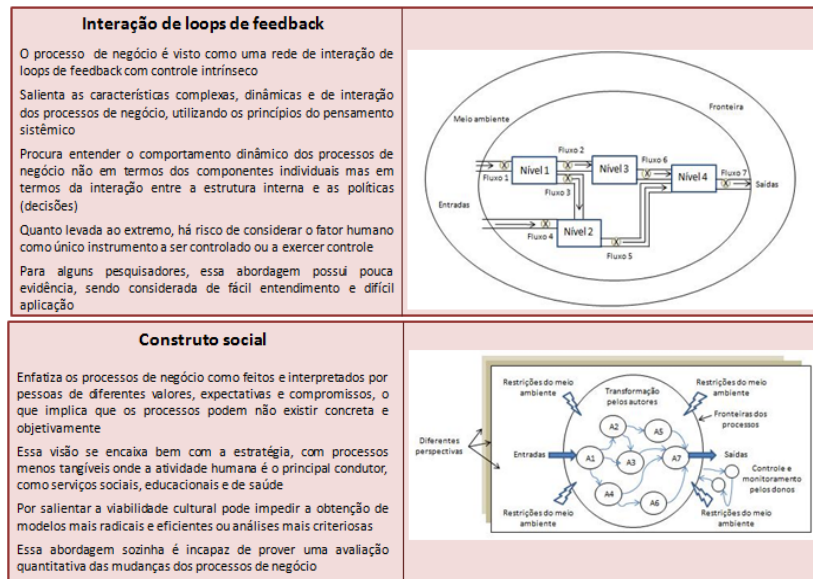 Interação de loops de feedback
O processo de negócio é visto como uma rede de interação de
loops de feedback com controle intrínseco
Salienta as características complexas, dinâmicas e de interação
dos processos de negócio, utilizando os princípios do pensamento
sistêmico
Procura entender o comportamento dinâmico dos processos de
negócio não em termos dos componentes individuais mas em
termos da interação entre a estrutura interna e as políticas
(decisões)
Quanto levada ao extremo, há risco de considerar o fator humano
como único instrumento a ser controlado ou a exercer controle
Para alguns pesquisadores, essa abordagem possui pouca
evidência, sendo considerada de fácil entendimento e difícil
aplicação
Fronteira
Meio ambiente
Fluxo 2
Fluxo 6
Nível 1
Nível 3
Nível 4
Fluxo 7
Fluxo 1
Fluxo 3
Saídas
Entradas
Nível 2
Fluxo 4
Fluxo 5
Construto social
Enfatiza os processos de negócio como feitos e interpretados por
pessoas de diferentes valores, expectativas e compromissos, o
que implica que os processos podem não existir concreta e
objetivamente
Essa visão se encaixa bem com a estratégia, com processos
menos tangíveis onde a atividade humana é o principal condutor,
como serviços sociais, educacionais e de saúde
Por salientar a viabilidade cultural pode impedir a obtenção de
modelos mais radicais e eficientes ou análises mais criteriosas
Essa abordagem sozinha é incapaz de prover uma avaliação
quantitativa das mudanças dos processos de negócio
Restrições do meio
ambiente
Transformação
pelos autores
Restrições do meio
ambiente
Fronteiras dos
processos
Diferentes
perspectivas
Entradas
A1
A2
A3
A4
A5
A6
A7
Saídas
Controle e
monitoramento
pelos donos
Restrições do meio
ambiente
Restrições do meio
ambiente